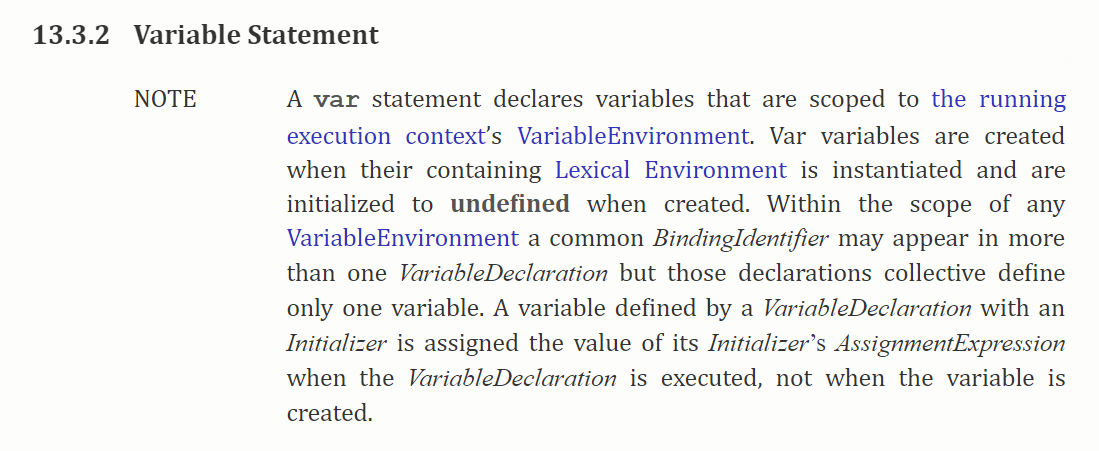 13.3.2 Variable Statement
NOTE A var statement declares variables that are scoped to the running
execution context's VariableEnvironment. Var variables are created
when their containing Lexical Environment is instantiated and are
initialized to undefined when created. Within the scope of any
VariableEnvironment a common BindingIdentifier may appear in more
than one VariableDeclaration but those declarations collective define
only one variable. A variable defined by a VariableDeclaration with an
Initializer is assigned the value of its Initializer's AssignmentExpression
when the VariableDeclaration is executed, not when the variable is
created.